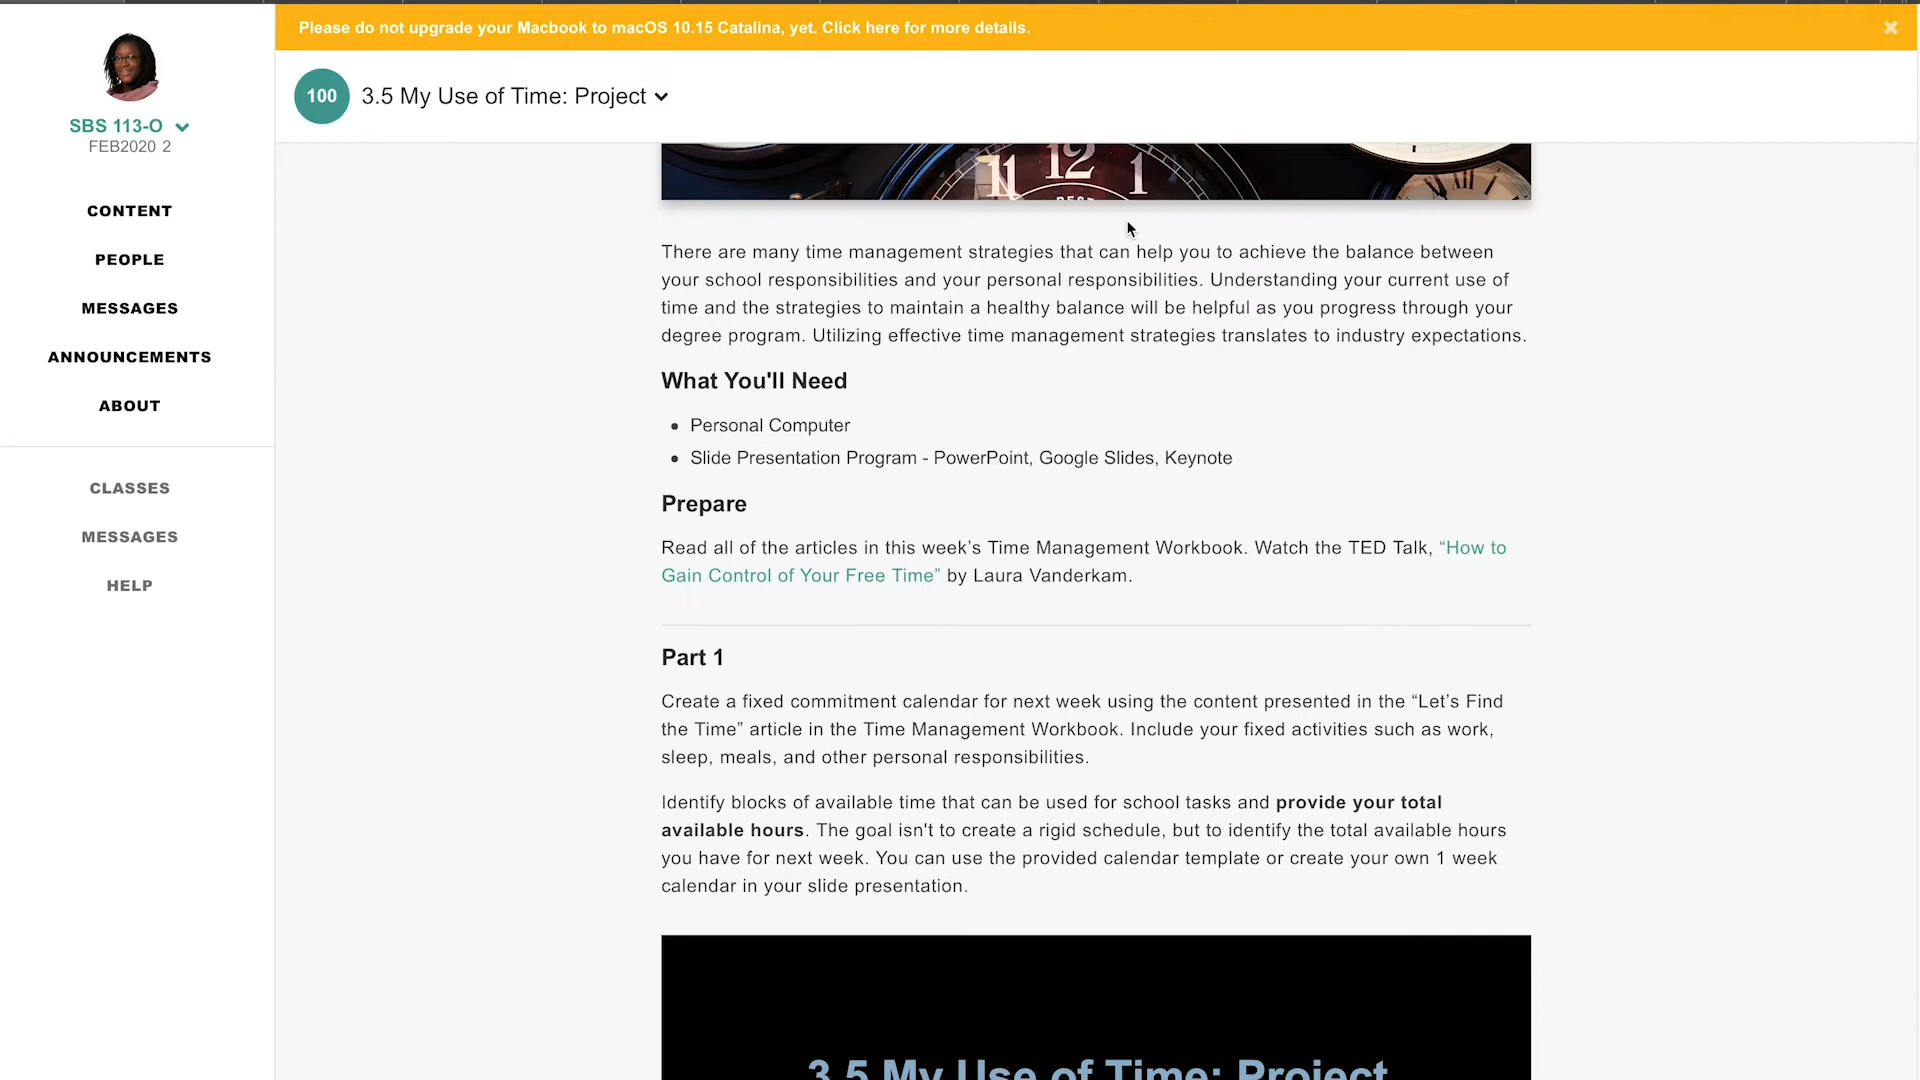 Please do not upgrade your Macbook to macOS 10.15 Catalina, yet. Click here for more details.
SBS 113-O
FEB2020 2
CONTENT
PEOPLE
MESSAGES
ANNOUNCEMENTS
ABOUT
CLASSES
MESSAGES
HELP
100 3.5 My Use of Time: Project
11 12 1
There are many time management strategies that can help you to achieve the balance between
your school responsibilities and your personal responsibilities. Understanding your current use of
time and the strategies to maintain a healthy balance will be helpful as you progress through your
degree program. Utilizing effective time management strategies translates to industry expectations.
What You'll Need
• Personal Computer
• Slide Presentation Program - PowerPoint, Google Slides, Keynote
Prepare
Read all of the articles in this week’s Time Management Workbook. Watch the TED Talk, “How to
Gain Control of Your Free Time” by Laura Vanderkam.
Part 1
Create a fixed commitment calendar for next week using the content presented in the “Let’s Find
the Time” article in the Time Management Workbook. Include your fixed activities such as work,
sleep, meals, and other personal responsibilities.
Identify blocks of available time that can be used for school tasks and provide your total
available hours. The goal isn't to create a rigid schedule, but to identify the total available hours
you have for next week. You can use the provided calendar template or create your own 1 week
calendar in your slide presentation.
3.5 My Use of Time: Project